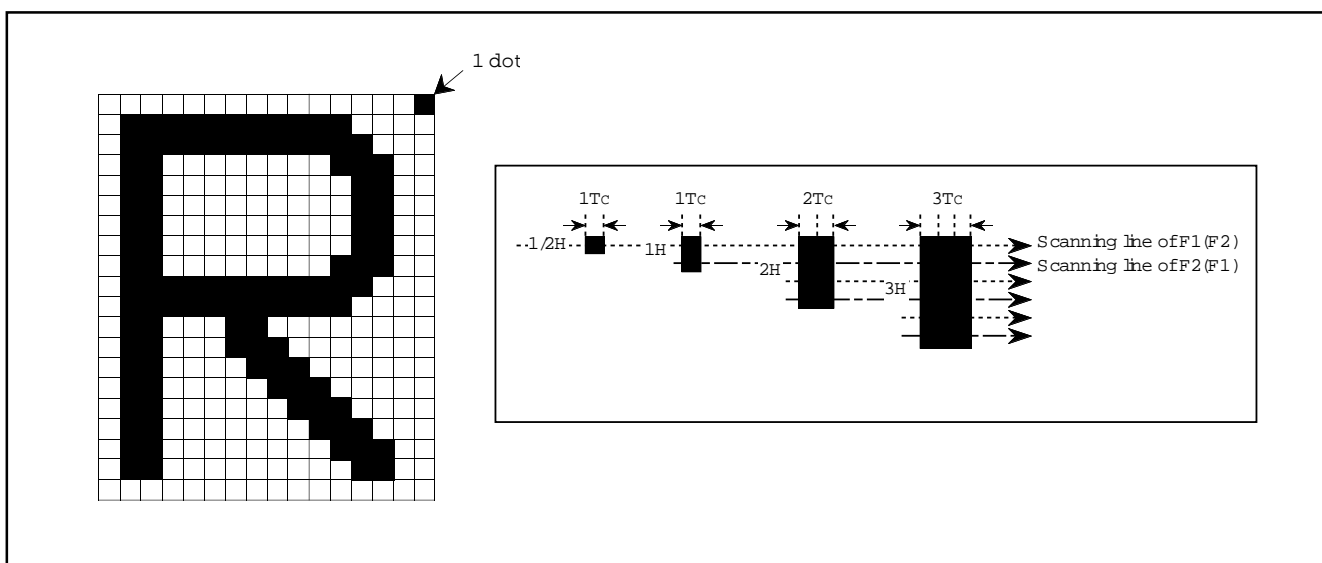 1 dot
1Tc 1Tc 2Tc 3Tc
1/2H
1H
2H
3H
Scanning line of F1(F2)
Scanning line of F2(F1)